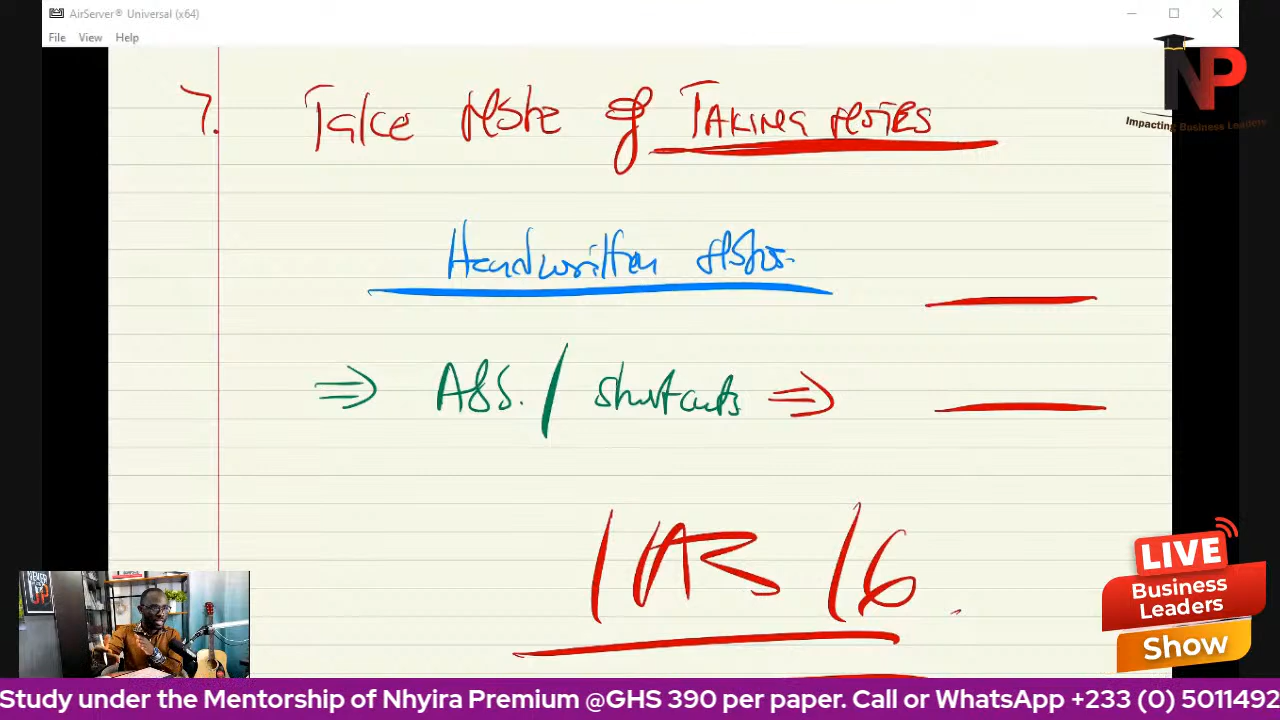 AirServer® Universal (x64)
File View Help
NP
Impacting Business Leaders
7. Take Note of TAKING NOTES
Handwritten Notes.
⇒ Abb. / shortcuts ⇒
IAS 16
LIVE
Business
Leaders
Show
Study under the Mentorship of Nhyira Premium @GHS 390 per paper. Call or WhatsApp +233 (0) 5011492